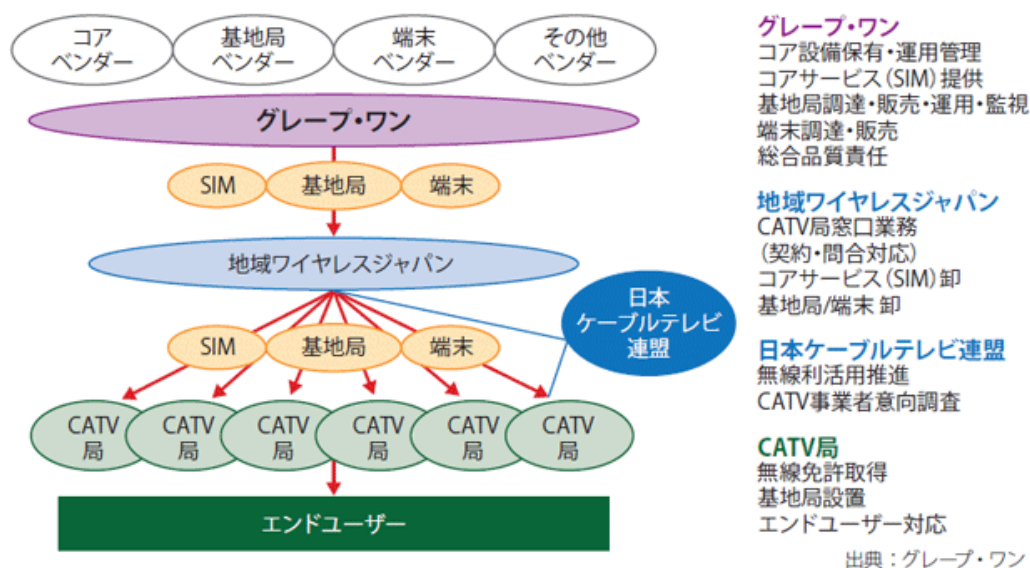 コア
ベンダー
基地局
ベンダー
端末
ベンダー
その他
ベンダー
グレープ・ワン
SIM
基地局
端末
地域ワイヤレスジャパン
日本
ケーブルテレビ
連盟
SIM
基地局
端末
CATV
局
CATV
局
CATV
局
CATV
局
CATV
局
CATV
局
エンドユーザー
グレープ・ワン
コア設備保有・運用管理
コアサービス(SIM)提供
基地局調達・販売・運用・監視
端末調達・販売
総合品質責任
地域ワイヤレスジャパン
CATV局窓口業務
(契約・問合対応)
コアサービス(SIM)卸
基地局/端末 卸
日本ケーブルテレビ連盟
無線利活用推進
CATV事業者意向調査
CATV局
無線免許取得
基地局設置
エンドユーザー対応
出典：グレープ・ワン